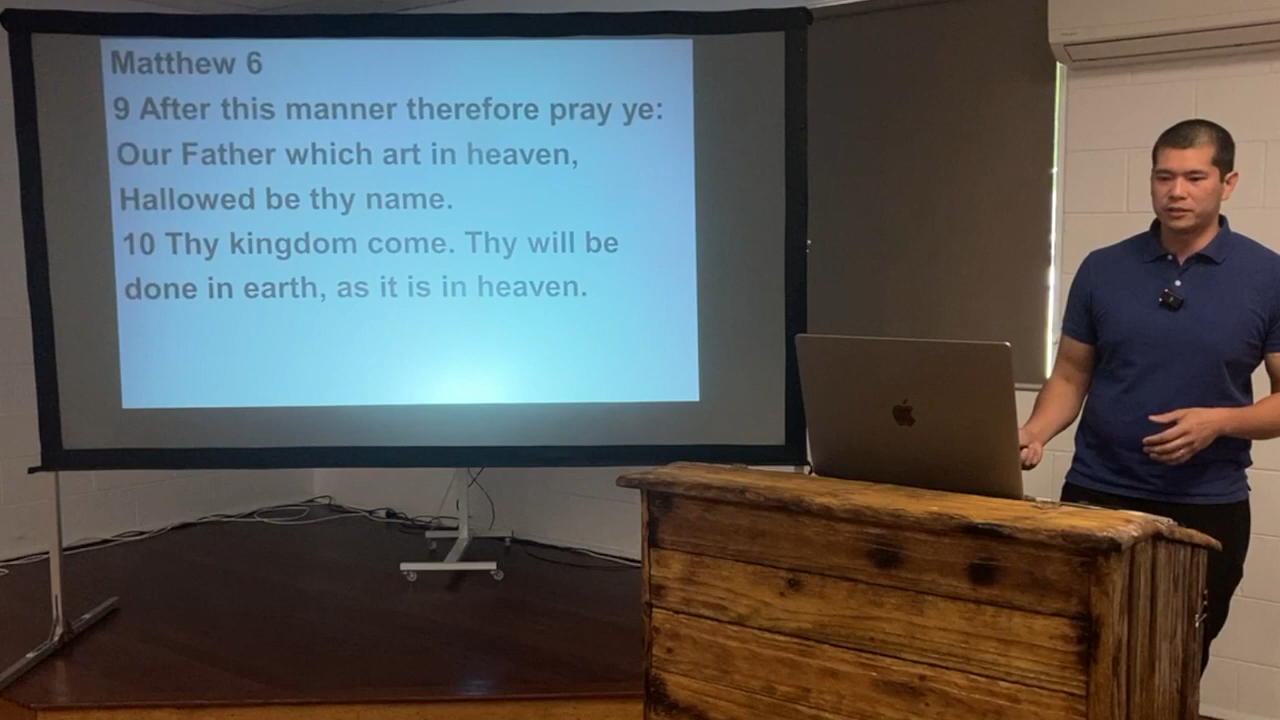 Matthew 6
9 After this manner therefore pray ye:
Our Father which art in heaven,
Hallowed be thy name.
10 Thy kingdom come. Thy will be
done in earth, as it is in heaven.